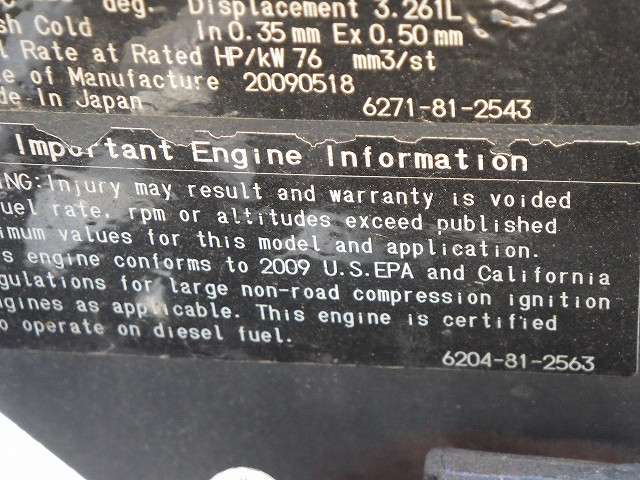 deg. Displacement 3.261L
Cold In 0.35 mm Ex 0.50 mm
Rate at Rated HP/kW 76 mm3/st
of Manufacture 20090518
In Japan 6271-81-2543
Important Engine Information
NG: Injury may result and warranty is voided
fuel rate, rpm or altitudes exceed published
imum values for this model and application.
s engine conforms to 2009 U.S.EPA and California
gulations for large non-road compression ignition
ngines as applicable. This engine is certified
o operate on diesel fuel.
6204-81-2563